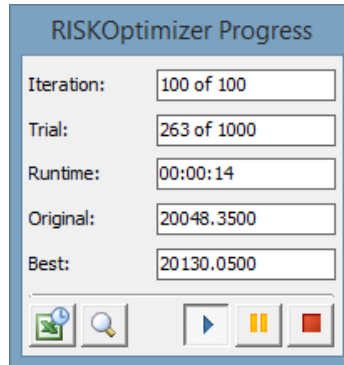 RISKOptimizer Progress
Iteration: 100 of 100
Trial: 263 of 1000
Runtime: 00:00:14
Original: 20048.3500
Best: 20130.0500